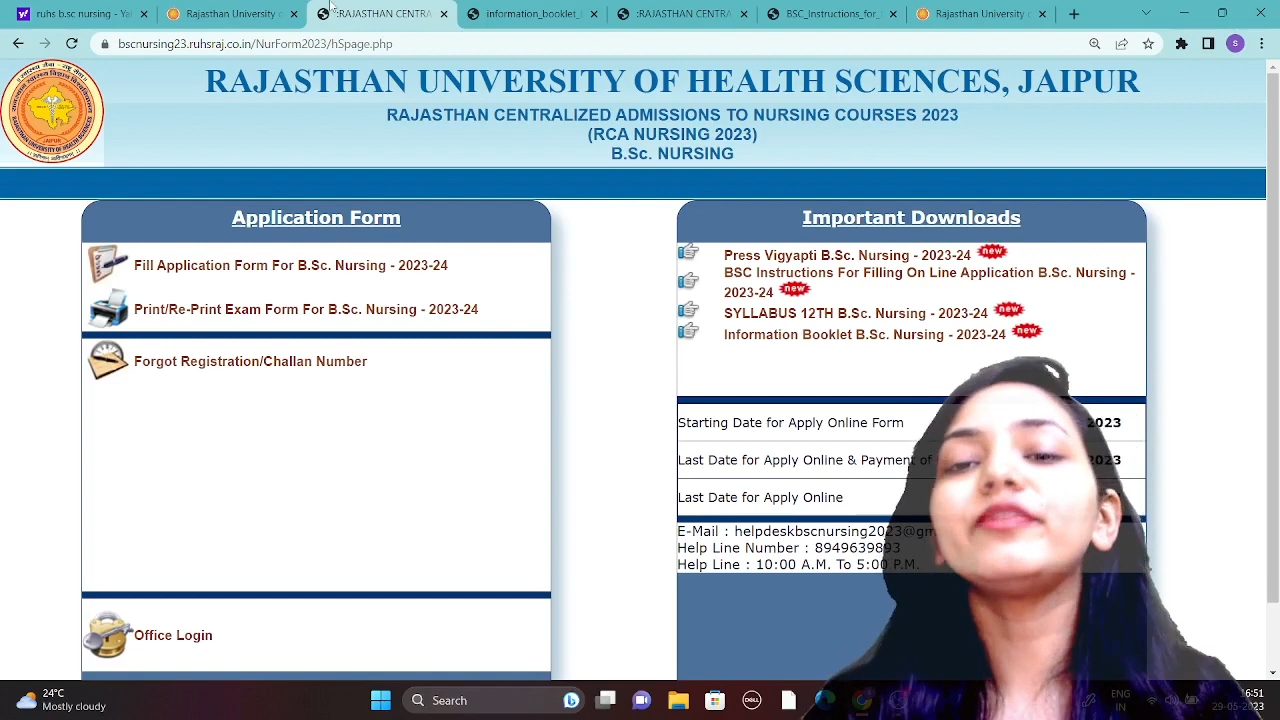 ruhs b.sc nursing - Ya
Rajasthan University
:RAJASTHAN CENTRA
information_booklet_
:RAJASTHAN CENTRA
BSC_Instructions_for_
Rajasthan University
bscnursing23.ruhsraj.co.in/NurForm2023/hSpage.php
S
RAJASTHAN UNIVERSITY OF HEALTH SCIENCES, JAIPUR
RAJASTHAN CENTRALIZED ADMISSIONS TO NURSING COURSES 2023
(RCA NURSING 2023)
B.Sc. NURSING
JAIPUR
Application Form
Fill Application Form For B.Sc. Nursing - 2023-24
Print/Re-Print Exam Form For B.Sc. Nursing - 2023-24
Forgot Registration/Challan Number
Office Login
Important Downloads
Press Vigyapti B.Sc. Nursing - 2023-24 new
BSC Instructions For Filling On Line Application B.Sc. Nursing -
2023-24 new
SYLLABUS 12TH B.Sc. Nursing - 2023-24 new
Information Booklet B.Sc. Nursing - 2023-24 new
Starting Date for Apply Online Form 2023
Last Date for Apply Online & Payment of 2023
Last Date for Apply Online
E-Mail : helpdeskbscnursing2023@gm
Help Line Number : 8949639893
Help Line : 10:00 A.M. To 5:00 P.M.
24°C
Mostly cloudy
Search
DELL
ENG
IN
16:51
29-05-2023